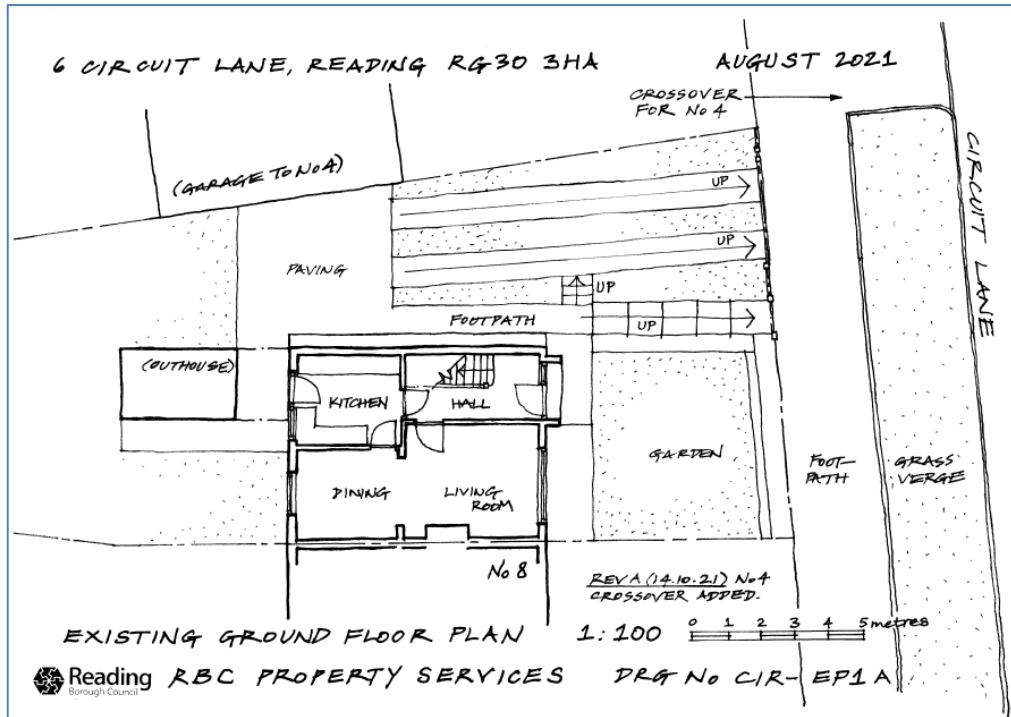 6 CIRCUIT LANE, READING RG30 3HA
AUGUST 2021
CROSSOVER
FOR No 4
(GARAGE TO No 4)
UP
UP
PAVING
UP
FOOTPATH
UP
(OUTHOUSE)
KITCHEN
HALL
DINING
LIVING
ROOM
GARDEN
FOOT-
PATH
GRASS
VERGE
CIRCUIT LANE
No 8
REV A (14.10.21) No 4
CROSSOVER ADDED.
EXISTING GROUND FLOOR PLAN 1:100
0 1 2 3 4 5 metres
Reading
Borough Council
RBC PROPERTY SERVICES
DRG No CIR- EP1 A